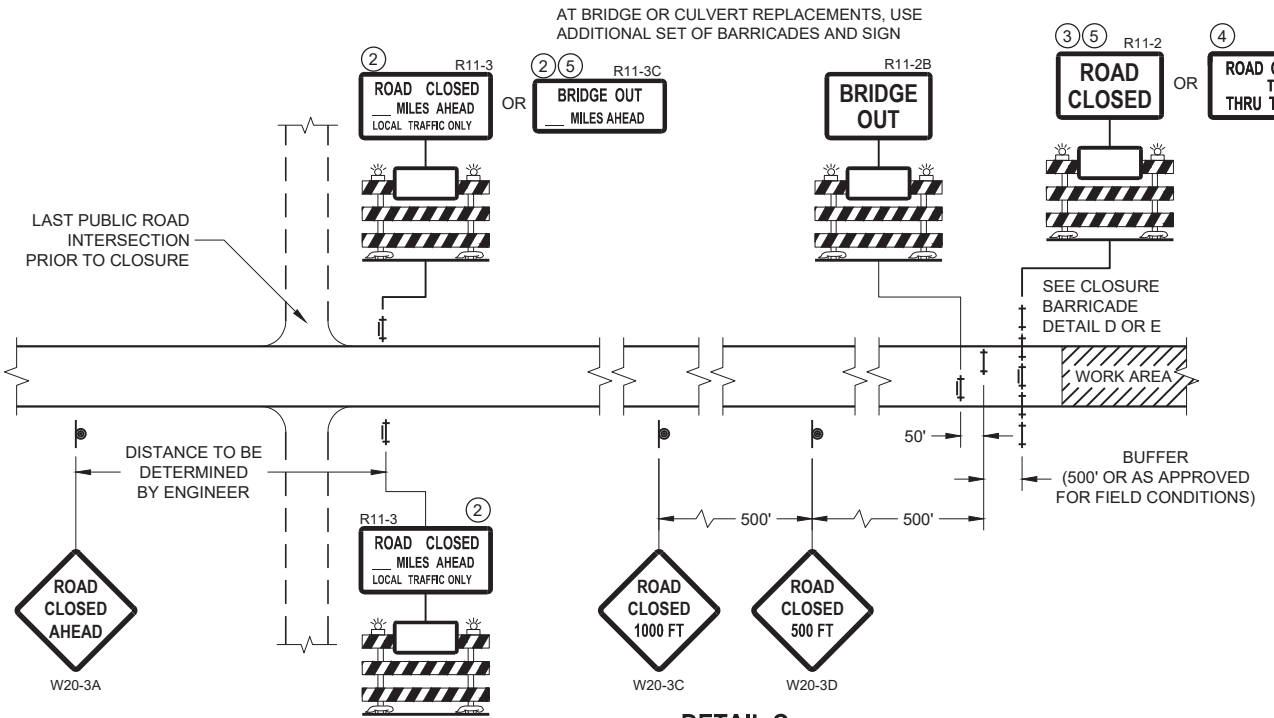 AT BRIDGE OR CULVERT REPLACEMENTS, USE
ADDITIONAL SET OF BARRICADES AND SIGN
2
R11-3
ROAD CLOSED
___ MILES AHEAD
LOCAL TRAFFIC ONLY
OR
2 5
R11-3C
BRIDGE OUT
___ MILES AHEAD
R11-2B
BRIDGE
OUT
3 5
R11-2
ROAD
CLOSED
OR
4
ROAD
THRU
LAST PUBLIC ROAD
INTERSECTION
PRIOR TO CLOSURE
SEE CLOSURE
BARRICADE
DETAIL D OR E
WORK AREA
DISTANCE TO BE
DETERMINED
BY ENGINEER
50'
BUFFER
(500' OR AS APPROVED
FOR FIELD CONDITIONS)
500'
500'
R11-3
2
ROAD CLOSED
___ MILES AHEAD
LOCAL TRAFFIC ONLY
ROAD
CLOSED
AHEAD
W20-3A
ROAD
CLOSED
1000 FT
W20-3C
ROAD
CLOSED
500 FT
W20-3D